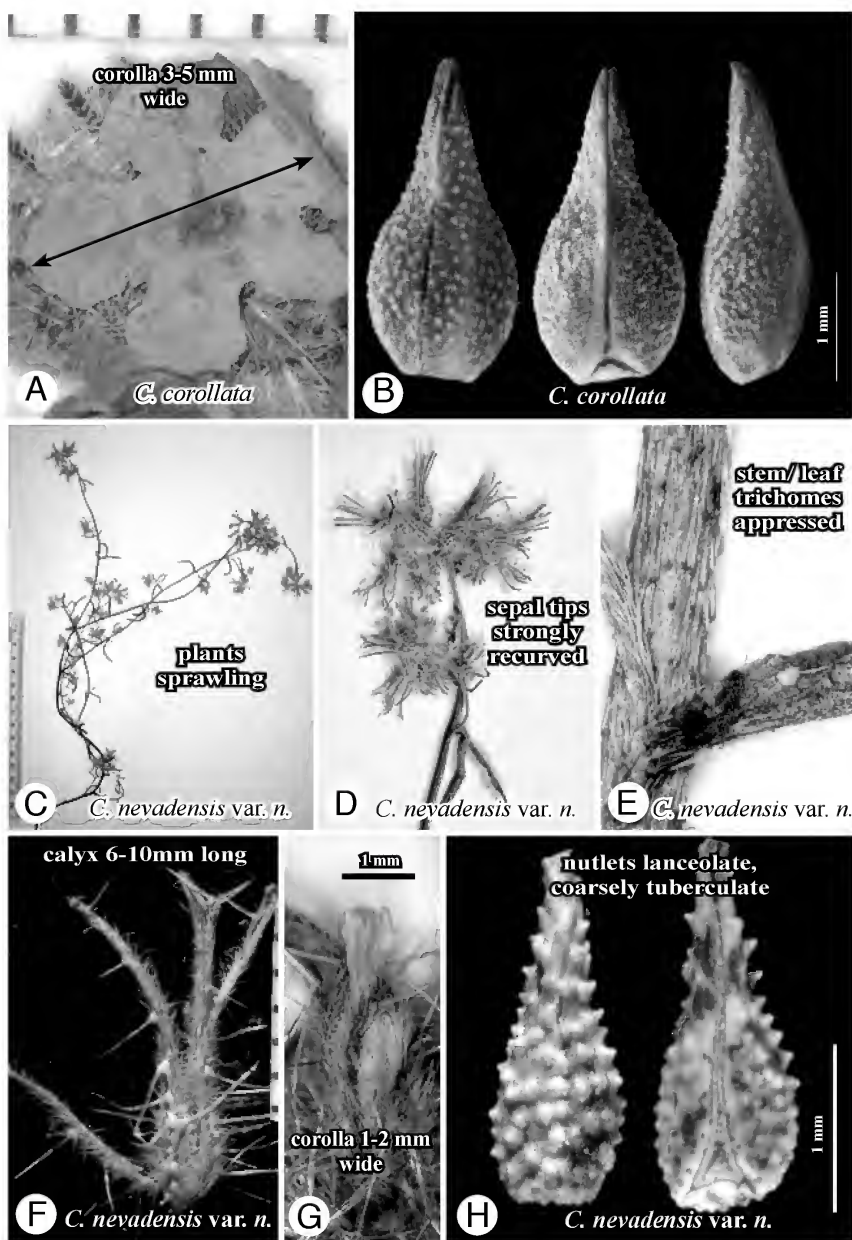 corolla 3-5 mm
wide
A
C. corollata
1 mm
B
C. corollata
plants
sprawling
C
C. nevadensis var. n.
sepal tips
strongly
recurved
D
C. nevadensis var. n.
stem/leaf
trichomes
appressed
E
C. nevadensis var. n.
calyx 6-10mm long
F
C. nevadensis var. n.
1 mm
corolla 1-2 mm
wide
G
nutlets lanceolate,
coarsely tuberculate
1 mm
H
C. nevadensis var. n.